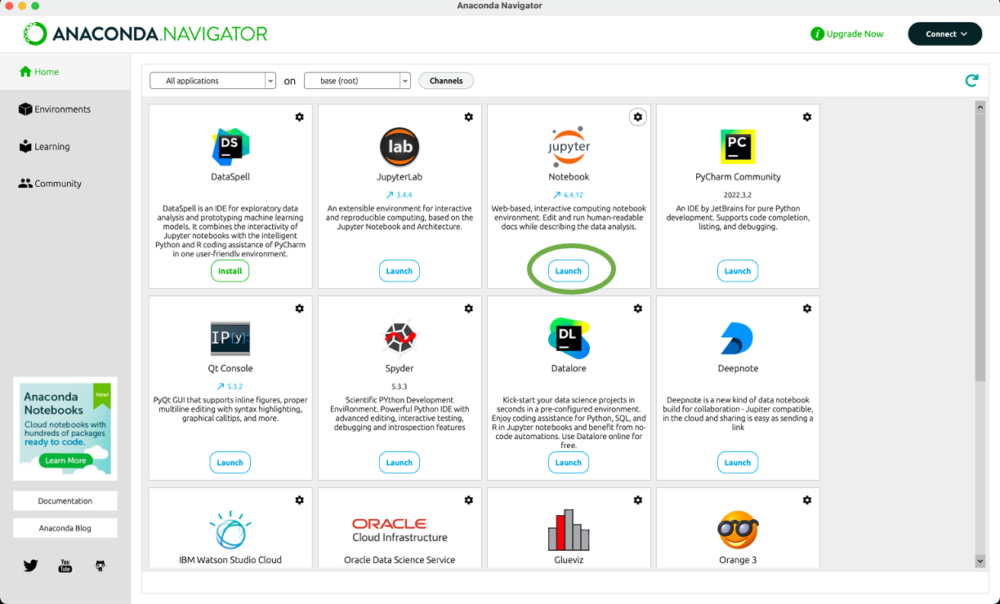 Anaconda Navigator
ANACONDA.NAVIGATOR
i Upgrade Now
Connect
Home
Environments
Learning
Community
All applications
on
base (root)
Channels
DS
DataSpell
DataSpell is an IDE for exploratory data
analysis and prototyping machine learning
models. It combines the interactivity of
Jupyter notebooks with the intelligent
Python and R coding assistance of PyCharm
in one user-friendly environment.
Install
lab
JupyterLab
3.4.4
An extensible environment for interactive
and reproducible computing, based on the
Jupyter Notebook and Architecture.
Launch
jupyter
Notebook
6.4.12
Web-based, interactive computing notebook
environment. Edit and run human-readable
docs while describing the data analysis.
Launch
PC
PyCharm Community
2022.3.2
An IDE by JetBrains for pure Python
development. Supports code completion,
listing, and debugging.
Launch
IP[y]:
Qt Console
5.3.2
PyQt GUI that supports inline figures, proper
multiline editing with syntax highlighting,
graphical calltips, and more.
Launch
Spyder
5.3.3
Scientific PYthon Development
EnviRonment. Powerful Python IDE with
advanced editing, interactive testing,
debugging and introspection features
Launch
DL
Datalore
Kick-start your data science projects in
seconds in a pre-configured environment.
Enjoy coding assistance for Python, SQL, and
R in Jupyter notebooks and benefit from no-
code automations. Use Datalore online for
free.
Launch
Deepnote
Deepnote is a new kind of data notebook
build for collaboration - Jupiter compatible,
in the cloud and sharing is easy as sending a
link
Launch
IBM Watson Studio Cloud
ORACLE
Cloud Infrastructure
Oracle Data Science Service
Glueviz
Orange 3
New!
Anaconda
Notebooks
Cloud notebooks with
hundreds of packages
ready to code.
Learn More
Documentation
Anaconda Blog
You
Tube